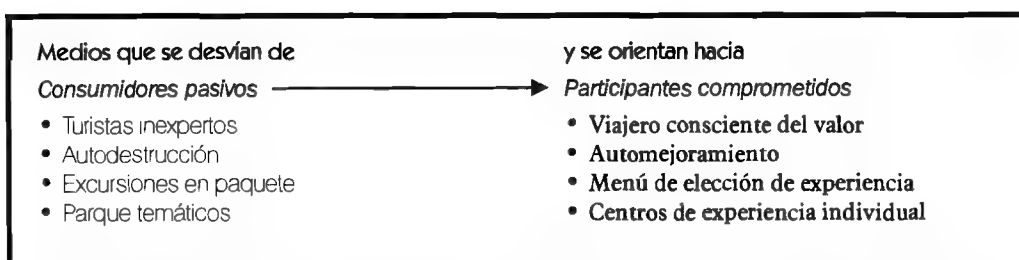 Medios que se desvían de
y se orientan hacia
Consumidores pasivos
Participantes comprometidos
• Turistas inexpertos
• Viajero consciente del valor
• Autodestrucción
• Automejoramiento
• Excursiones en paquete
• Menú de elección de experiencia
• Parque temáticos
• Centros de experiencia individual